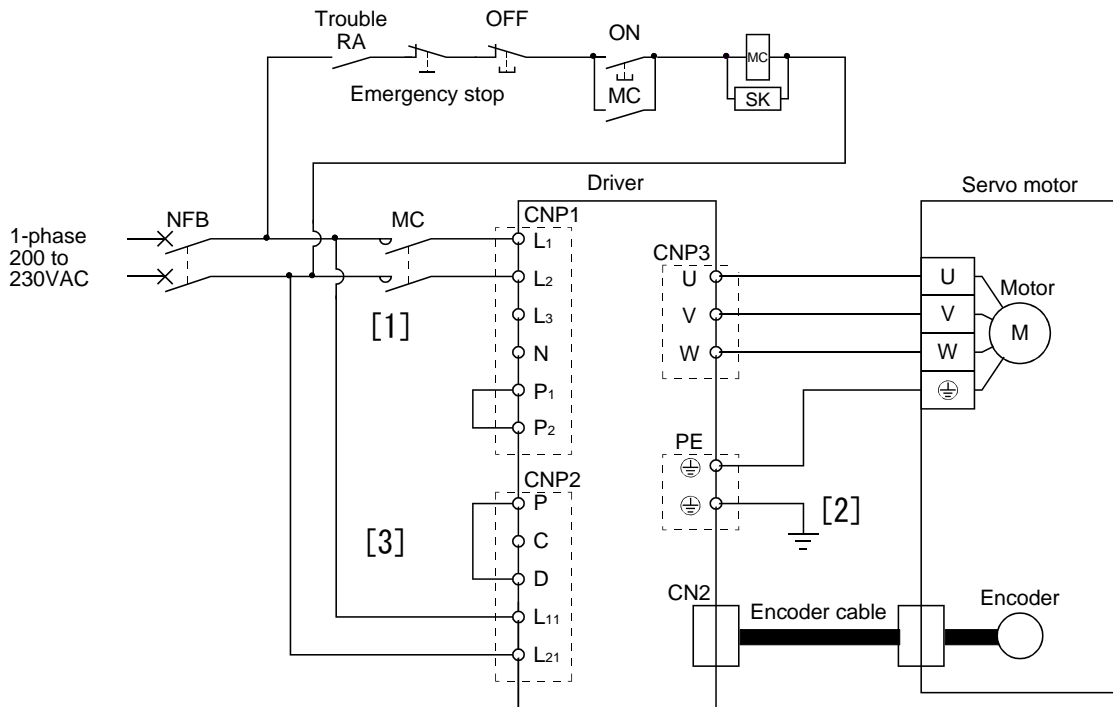 Trouble
RA
OFF
ON
MC
Emergency stop
MC
SK
Driver
Servo motor
1-phase
200 to
230VAC
NFB
MC
CNP1
L1
L2
L3
N
P1
P2
[1]
CNP3
U
V
W
U
V
W
Motor
M
PE
[2]
CNP2
P
C
D
L11
L21
[3]
CN2
Encoder cable
Encoder